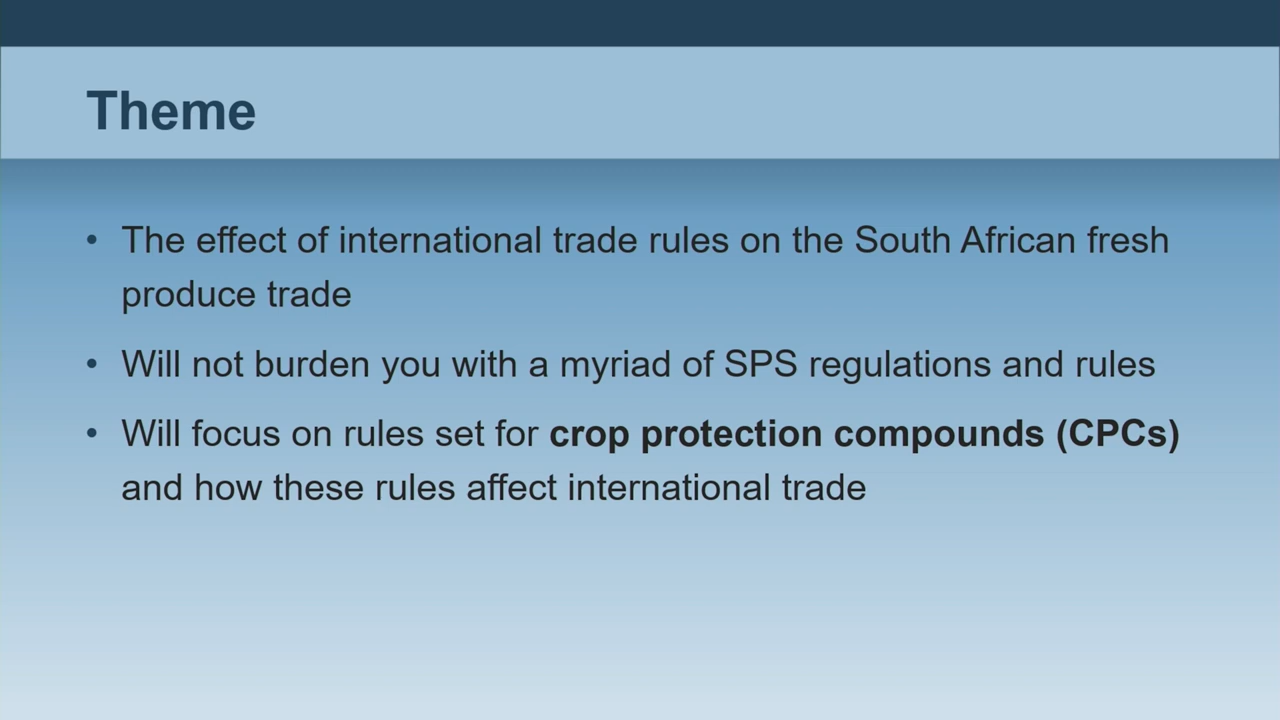 Theme
• The effect of international trade rules on the South African fresh
produce trade
• Will not burden you with a myriad of SPS regulations and rules
• Will focus on rules set for crop protection compounds (CPCs)
and how these rules affect international trade